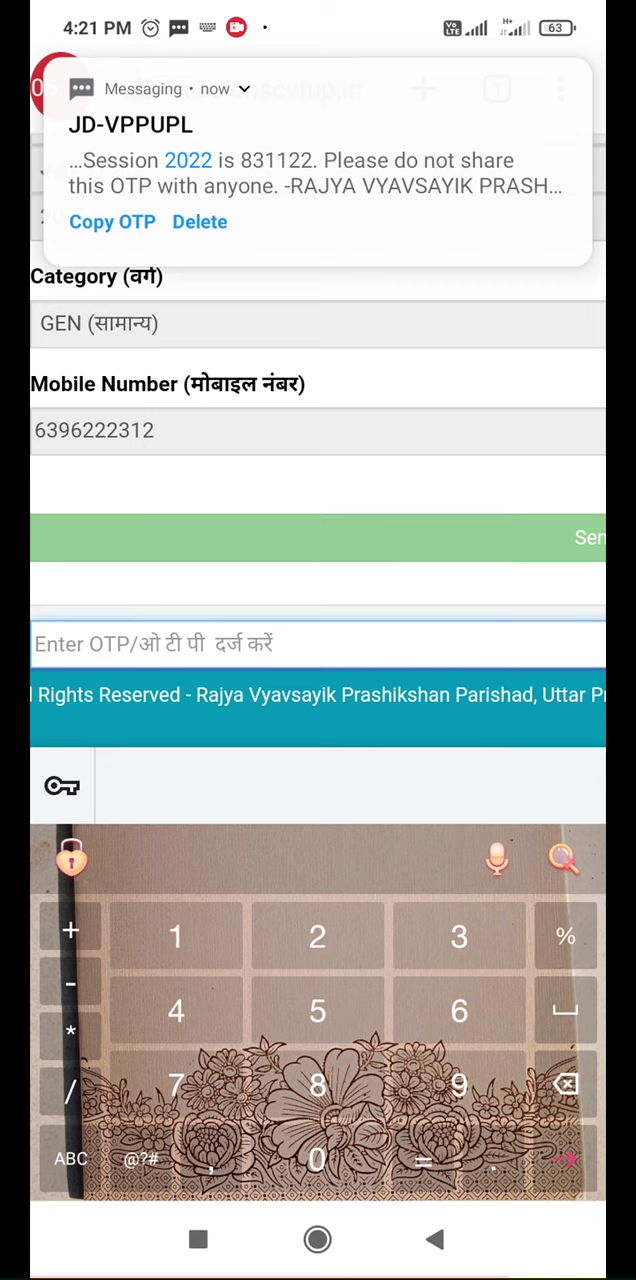 4:21 PM
Vo LTE
H+
63
Messaging • now
JD-VPPUPL
...Session 2022 is 831122. Please do not share
this OTP with anyone. -RAJYA VYAVSAYIK PRASH...
Copy OTP Delete
Category (वर्ग)
GEN (सामान्य)
Mobile Number (मोबाइल नंबर)
6396222312
Sen
Enter OTP/ओ टी पी दर्ज करें
l Rights Reserved - Rajya Vyavsayik Prashikshan Parishad, Uttar Pr
+ 1 2 3 %
-
4 5 6
*
/ 7 8 9
ABC @?# , 0 = .